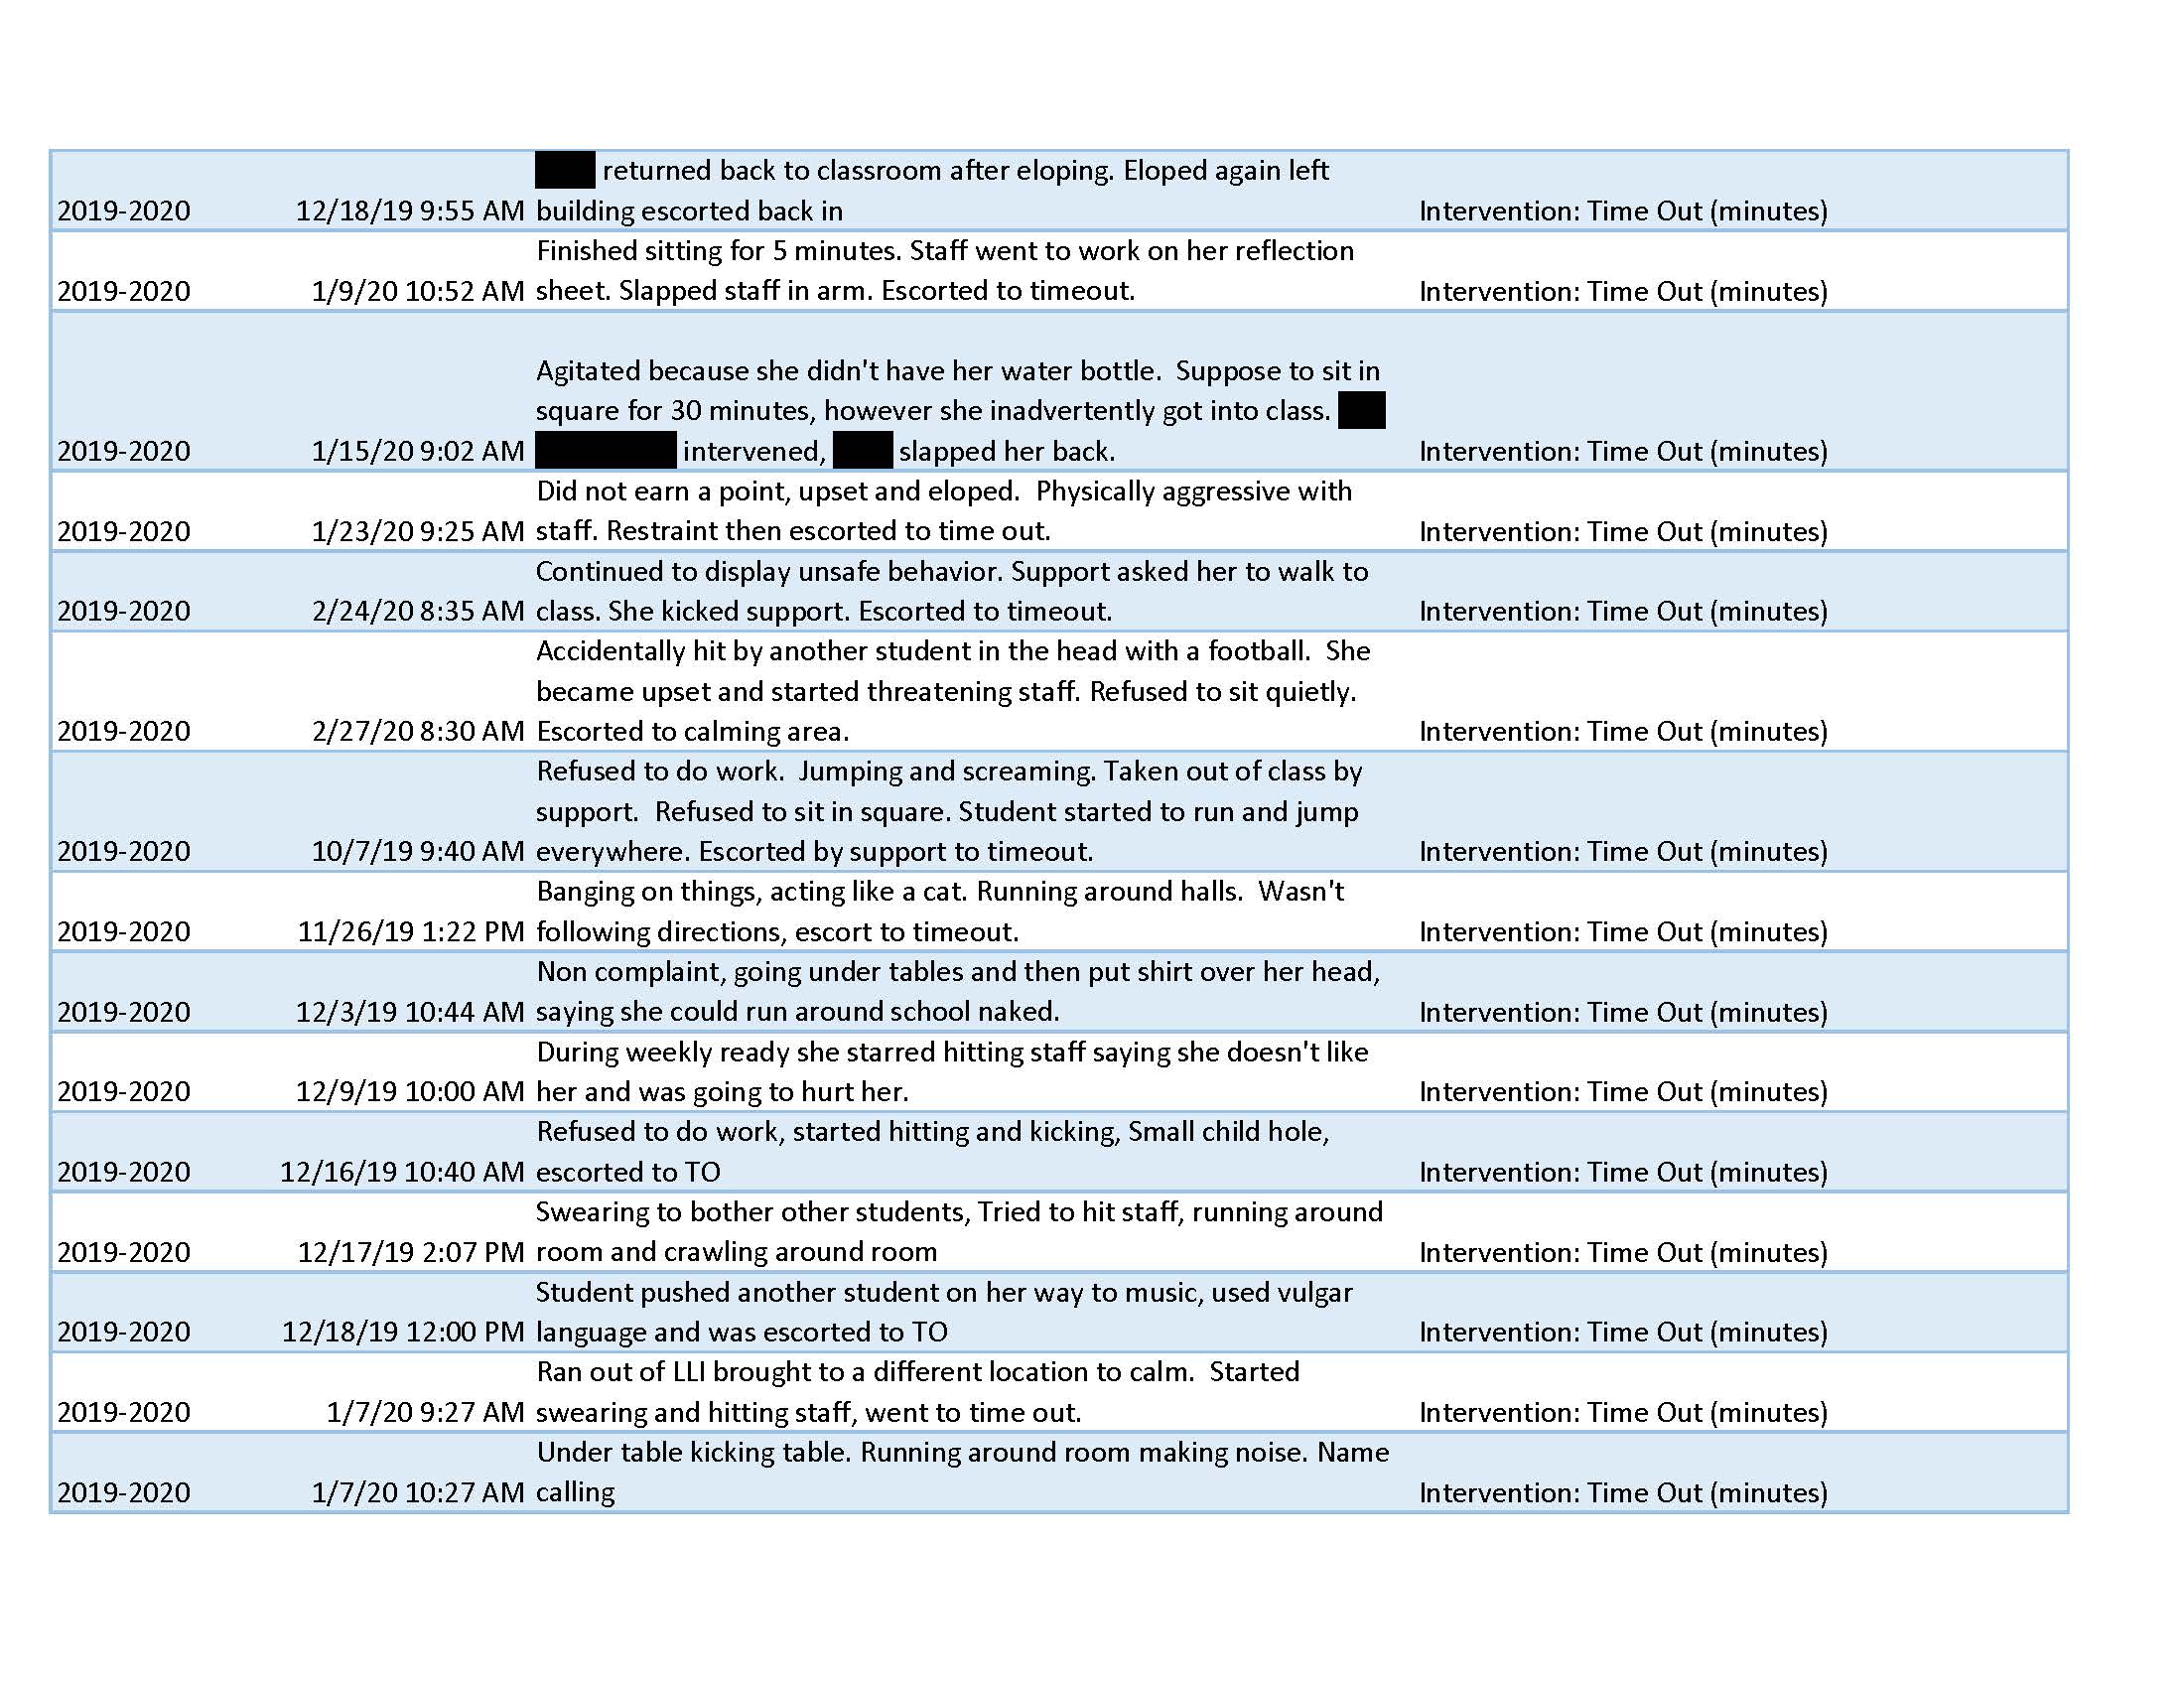 returned back to classroom after eloping. Eloped again left
2019-2020 12/18/19 9:55 AM building escorted back in Intervention: Time Out (minutes)
Finished sitting for 5 minutes. Staff went to work on her reflection
2019-2020 1/9/20 10:52 AM sheet. Slapped staff in arm. Escorted to timeout. Intervention: Time Out (minutes)
Agitated because she didn't have her water bottle.  Suppose to sit in
square for 30 minutes, however she inadvertently got into class.
2019-2020 1/15/20 9:02 AM intervened, slapped her back. Intervention: Time Out (minutes)
Did not earn a point, upset and eloped.  Physically aggressive with
2019-2020 1/23/20 9:25 AM staff. Restraint then escorted to time out. Intervention: Time Out (minutes)
Continued to display unsafe behavior. Support asked her to walk to
2019-2020 2/24/20 8:35 AM class. She kicked support. Escorted to timeout. Intervention: Time Out (minutes)
Accidentally hit by another student in the head with a football.  She
became upset and started threatening staff. Refused to sit quietly.
2019-2020 2/27/20 8:30 AM Escorted to calming area. Intervention: Time Out (minutes)
Refused to do work.  Jumping and screaming. Taken out of class by
support.  Refused to sit in square. Student started to run and jump
2019-2020 10/7/19 9:40 AM everywhere. Escorted by support to timeout. Intervention: Time Out (minutes)
Banging on things, acting like a cat. Running around halls.  Wasn't
2019-2020 11/26/19 1:22 PM following directions, escort to timeout. Intervention: Time Out (minutes)
Non complaint, going under tables and then put shirt over her head,
2019-2020 12/3/19 10:44 AM saying she could run around school naked. Intervention: Time Out (minutes)
During weekly ready she starred hitting staff saying she doesn't like
2019-2020 12/9/19 10:00 AM her and was going to hurt her. Intervention: Time Out (minutes)
Refused to do work, started hitting and kicking, Small child hole,
2019-2020 12/16/19 10:40 AM escorted to TO Intervention: Time Out (minutes)
Swearing to bother other students, Tried to hit staff, running around
2019-2020 12/17/19 2:07 PM room and crawling around room Intervention: Time Out (minutes)
Student pushed another student on her way to music, used vulgar
2019-2020 12/18/19 12:00 PM language and was escorted to TO Intervention: Time Out (minutes)
Ran out of LLI brought to a different location to calm.  Started
2019-2020 1/7/20 9:27 AM swearing and hitting staff, went to time out. Intervention: Time Out (minutes)
Under table kicking table. Running around room making noise. Name
2019-2020 1/7/20 10:27 AM calling Intervention: Time Out (minutes)